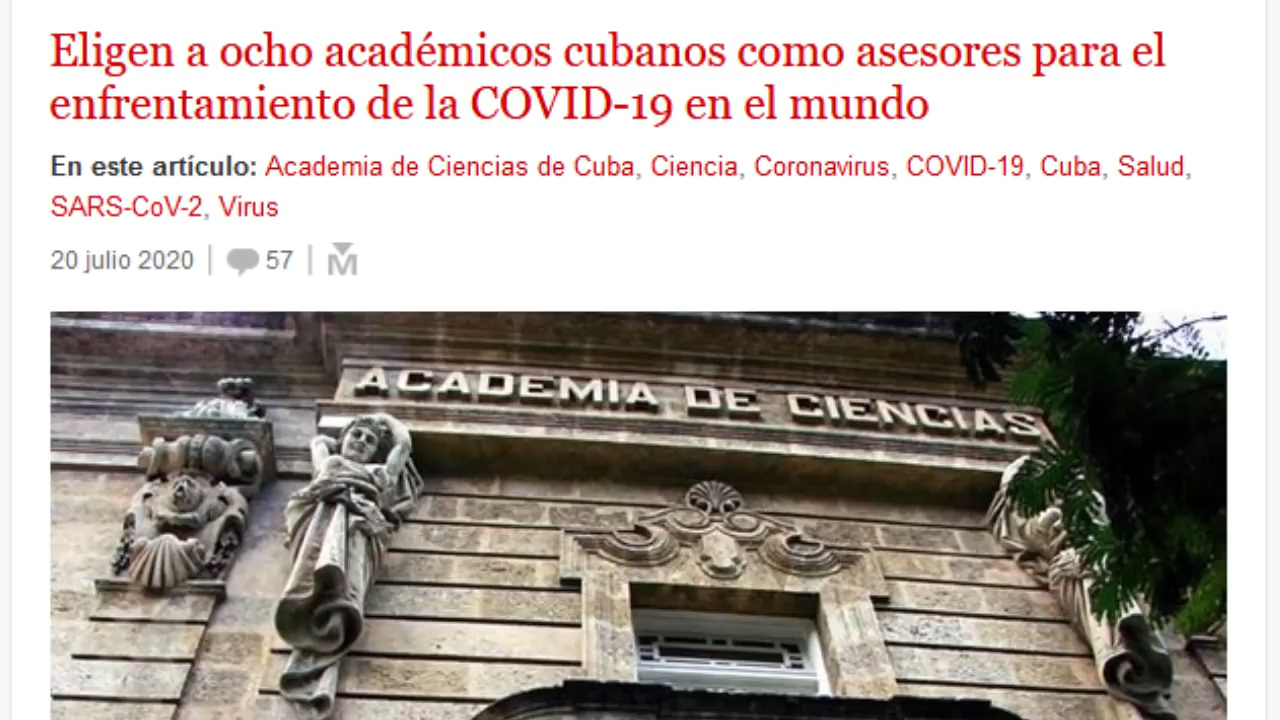 Eligen a ocho académicos cubanos como asesores para el
enfrentamiento de la COVID-19 en el mundo
En este artículo: Academia de Ciencias de Cuba, Ciencia, Coronavirus, COVID-19, Cuba, Salud,
SARS-CoV-2, Virus
20 julio 2020 | 57 | M
ACADEMIA DE CIENCIAS